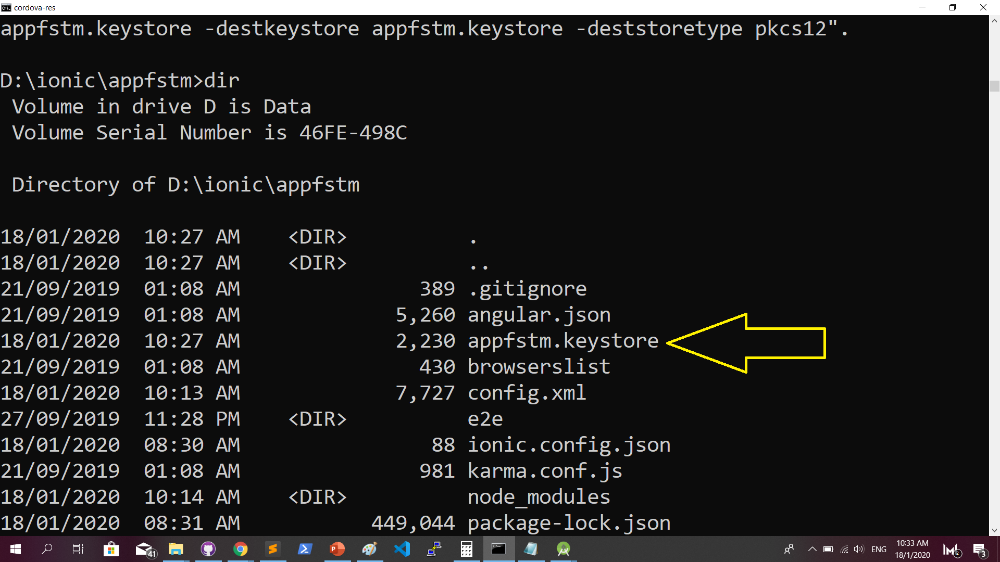 cordova-res
appfstm.keystore -destkeystore appfstm.keystore -deststoretype pkcs12".
D:\ionic\appfstm>dir
Volume in drive D is Data
Volume Serial Number is 46FE-498C
Directory of D:\ionic\appfstm
18/01/2020  10:27 AM    <DIR>          .
18/01/2020  10:27 AM    <DIR>          ..
21/09/2019  01:08 AM               389 .gitignore
21/09/2019  01:08 AM             5,260 angular.json
18/01/2020  10:27 AM             2,230 appfstm.keystore
21/09/2019  01:08 AM               430 browserslist
18/01/2020  10:13 AM             7,727 config.xml
27/09/2019  11:28 PM    <DIR>          e2e
18/01/2020  08:30 AM                88 ionic.config.json
21/09/2019  01:08 AM               981 karma.conf.js
18/01/2020  10:14 AM    <DIR>          node_modules
18/01/2020  08:31 AM           449,044 package-lock.json
41
ENG
10:33 AM
18/1/2020
2
3